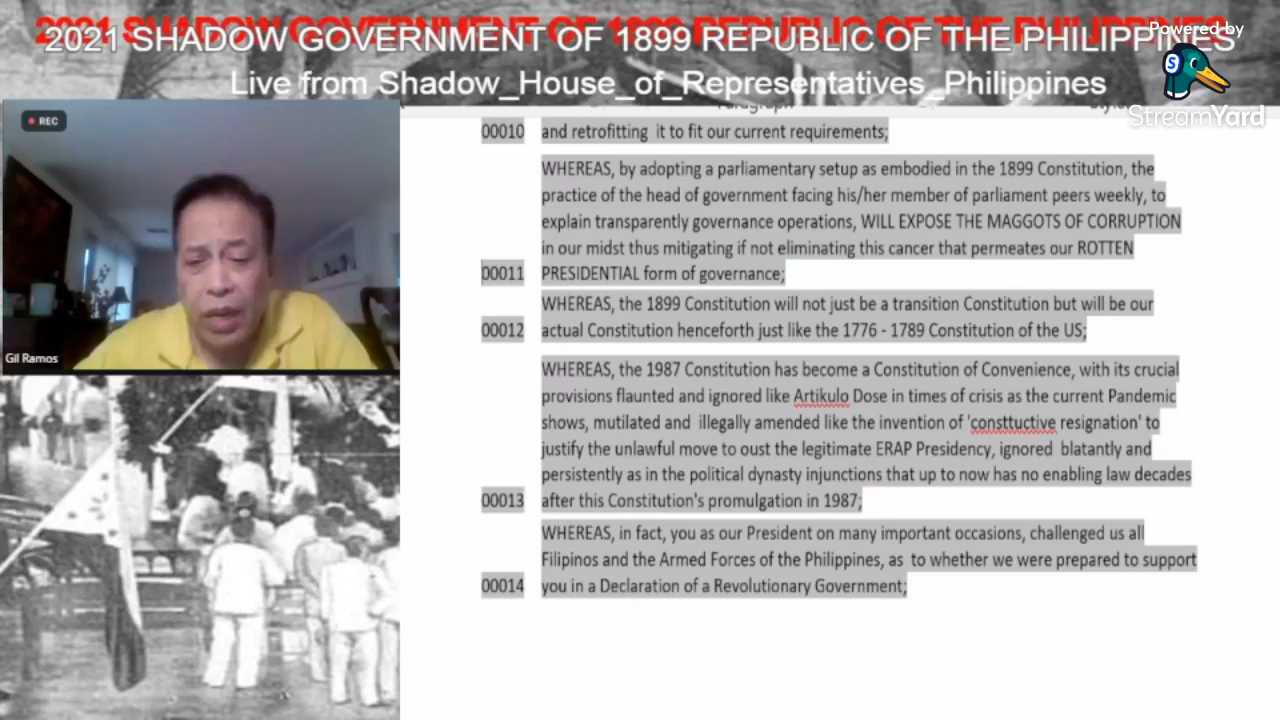 2021 SHADOW GOVERNMENT OF 1899 REPUBLIC OF THE PHILIPPINES
Live from Shadow_House_of_Representatives_Philippines
Powered by
StreamYard
REC
Gil Ramos
Paragraph
00010 and retrofitting it to fit our current requirements;
WHEREAS, by adopting a parliamentary setup as embodied in the 1899 Constitution, the
practice of the head of government facing his/her member of parliament peers weekly, to
explain transparently governance operations, WILL EXPOSE THE MAGGOTS OF CORRUPTION
in our midst thus mitigating if not eliminating this cancer that permeates our ROTTEN
00011 PRESIDENTIAL form of governance;
WHEREAS, the 1899 Constitution will not just be a transition Constitution but will be our
00012 actual Constitution henceforth just like the 1776 - 1789 Constitution of the US;
WHEREAS, the 1987 Constitution has become a Constitution of Convenience, with its crucial
provisions flaunted and ignored like Artikulo Dose in times of crisis as the current Pandemic
shows, mutilated and illegally amended like the invention of 'consttuctive resignation' to
justify the unlawful move to oust the legitimate ERAP Presidency, ignored blatantly and
persistently as in the political dynasty injunctions that up to now has no enabling law decades
00013 after this Constitution's promulgation in 1987;
WHEREAS, in fact, you as our President on many important occasions, challenged us all
Filipinos and the Armed Forces of the Philippines, as to whether we were prepared to support
00014 you in a Declaration of a Revolutionary Government;